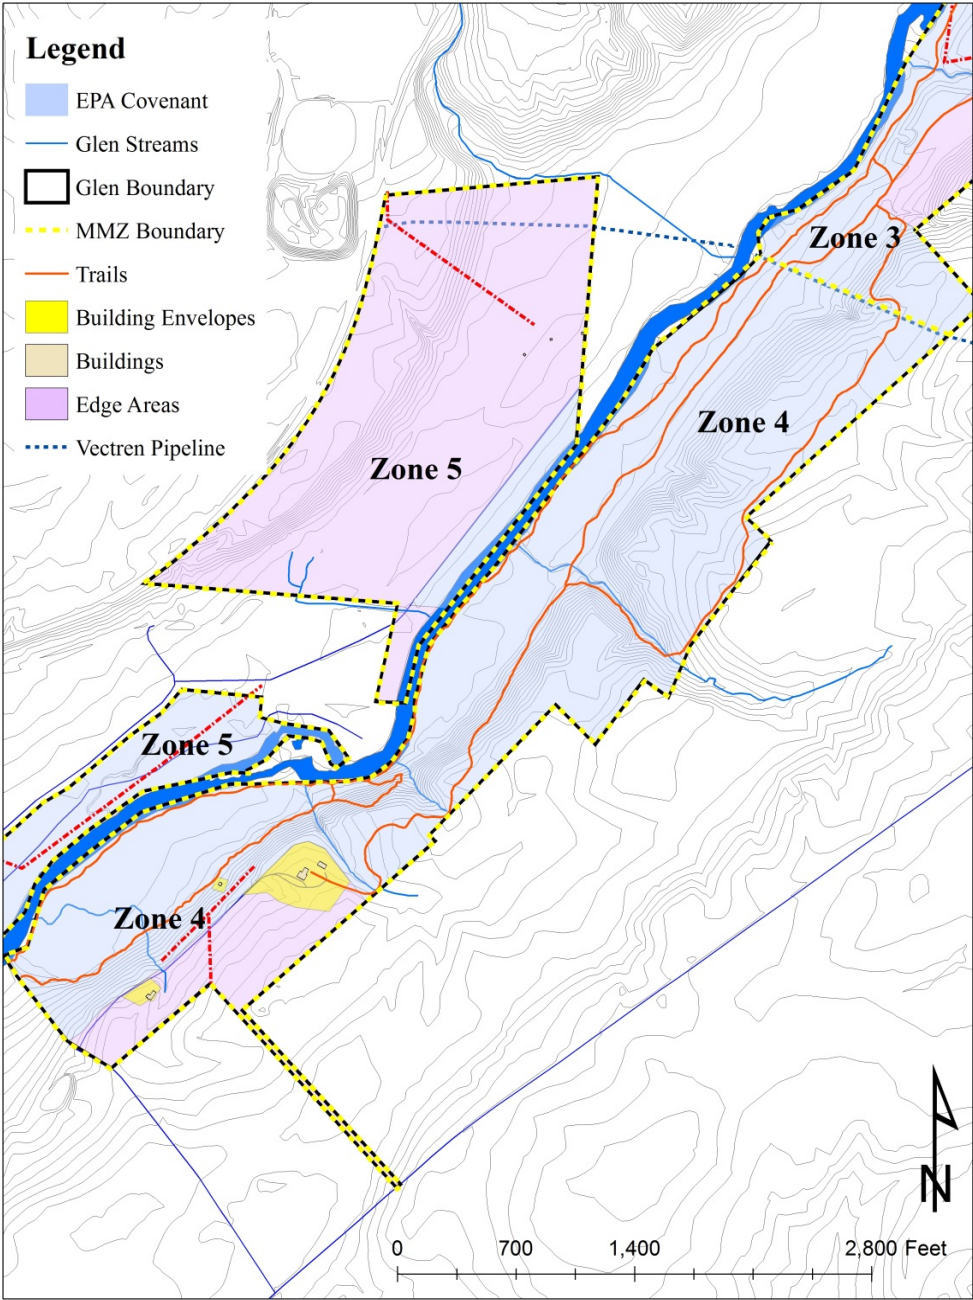 Legend
EPA Covenant
Glen Streams
Glen Boundary
MMZ Boundary
Trails
Building Envelopes
Buildings
Edge Areas
Vectren Pipeline
Zone 3
Zone 4
Zone 5
Zone 5
Zone 4
N
0 700 1,400 2,800 Feet